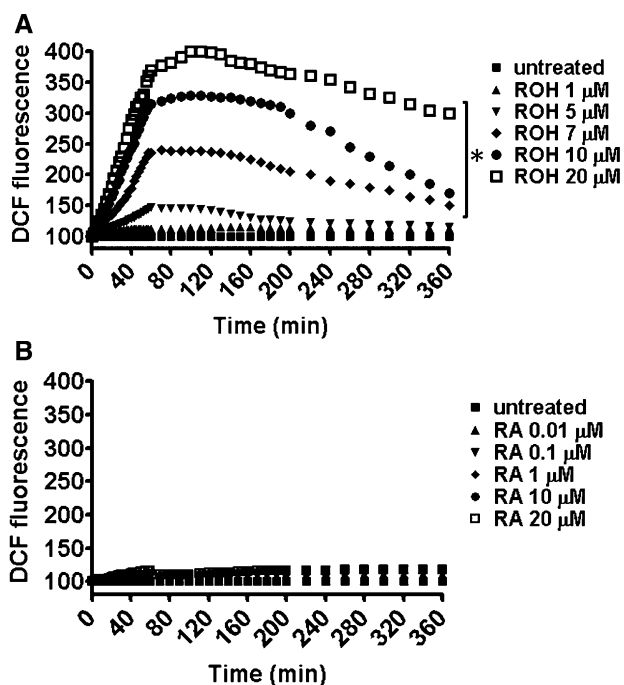 A
DCF fluorescence
400
350
300
250
200
150
100
0 40 80 120 160 200 240 280 320 360
Time (min)
untreated
ROH 1 µM
ROH 5 µM
ROH 7 µM
ROH 10 µM
ROH 20 µM
*
B
DCF fluorescence
400
350
300
250
200
150
100
0 40 80 120 160 200 240 280 320 360
Time (min)
untreated
RA 0.01 µM
RA 0.1 µM
RA 1 µM
RA 10 µM
RA 20 µM